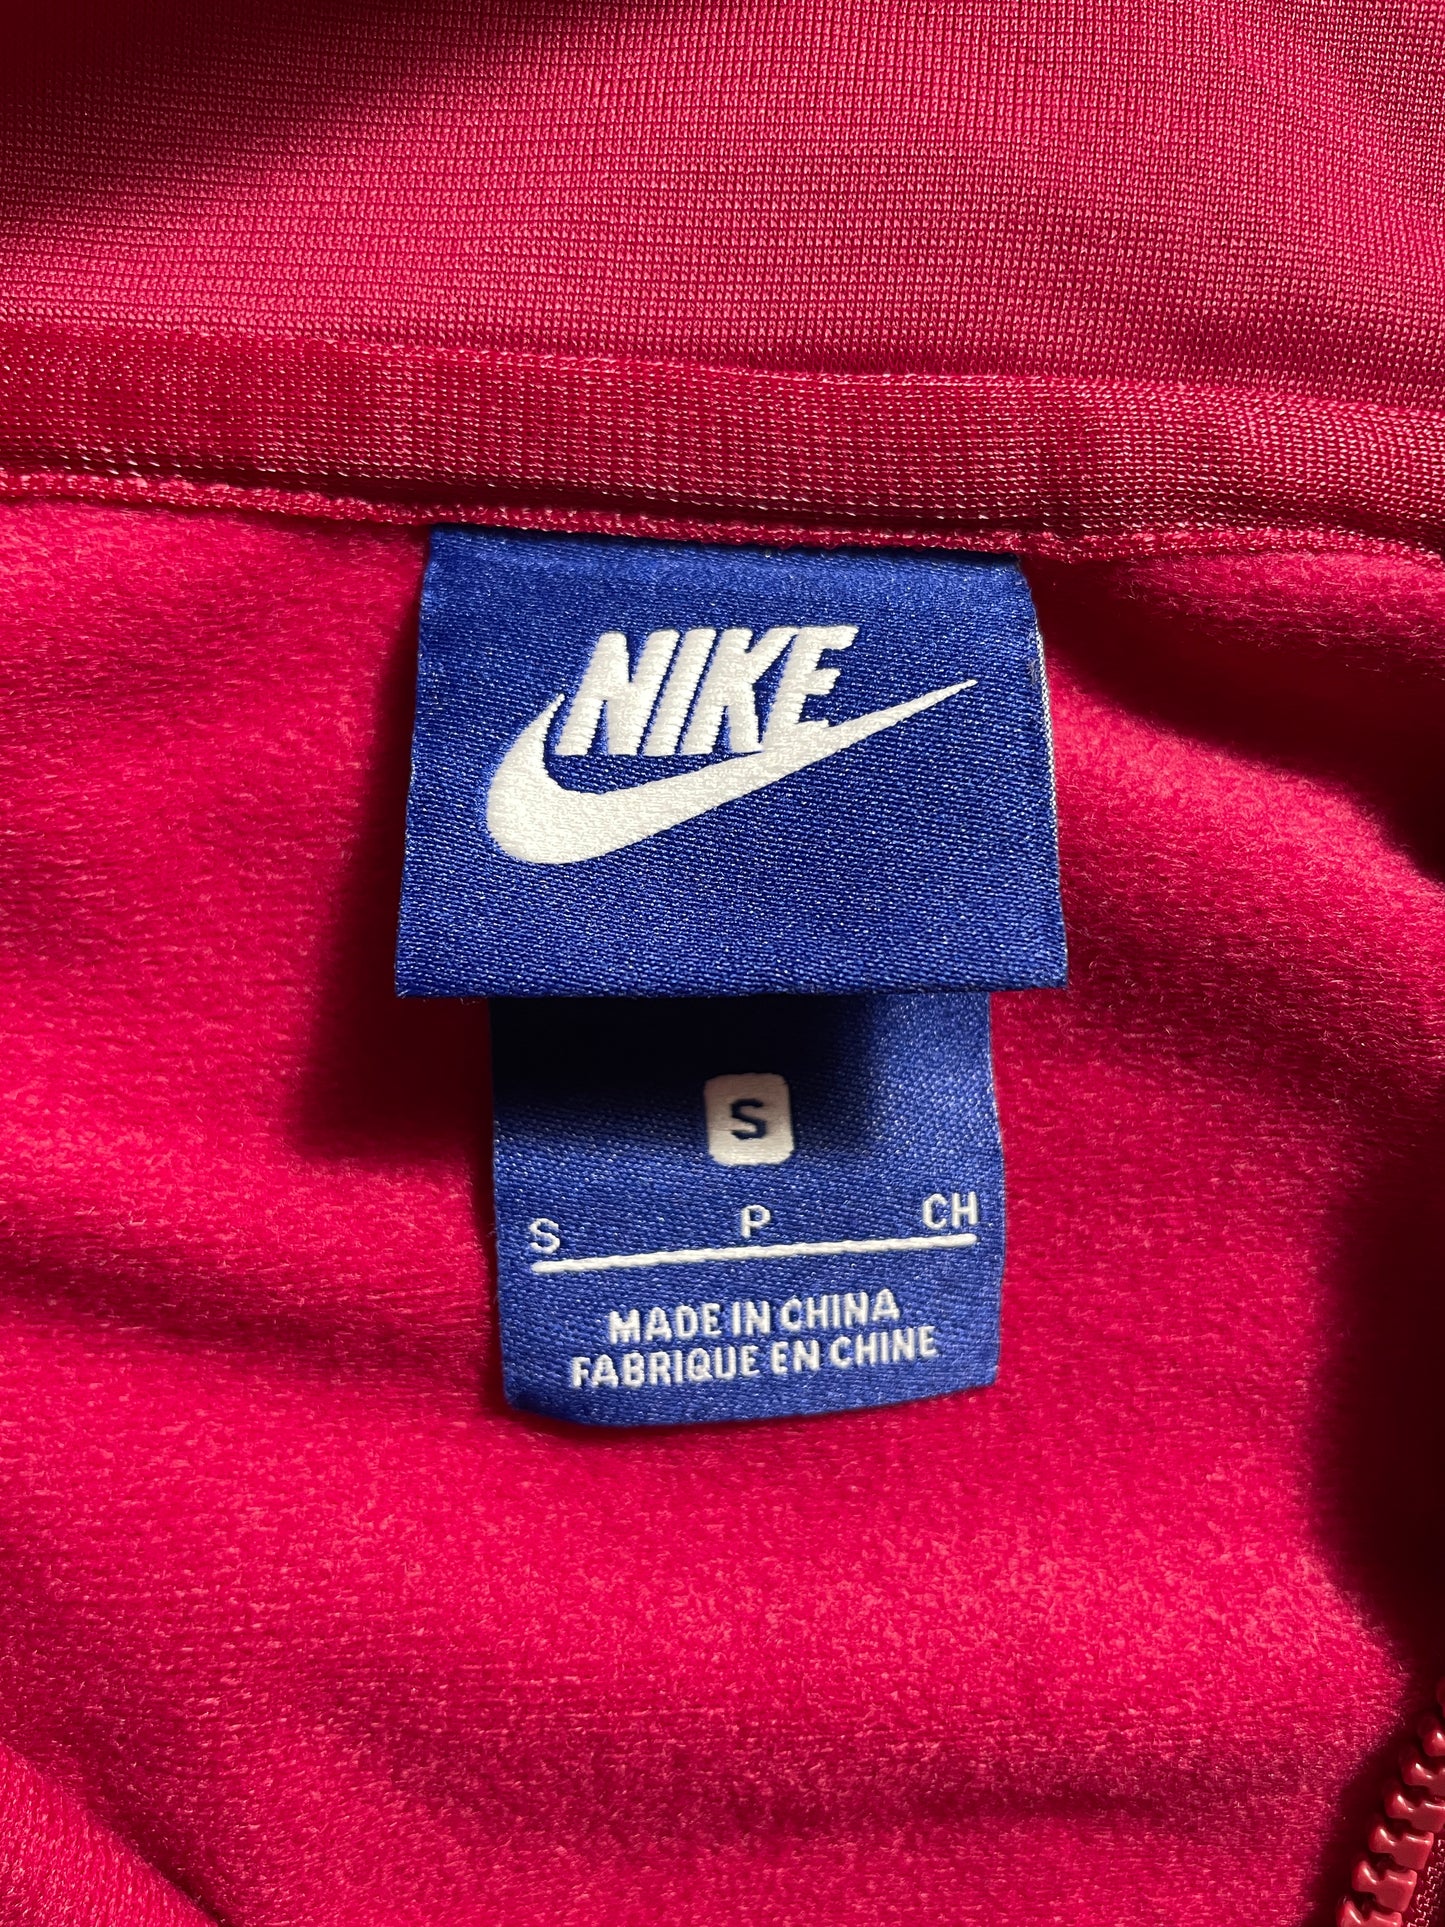 NIKE
S
S P CH
MADE IN CHINA
FABRIQUE EN CHINE